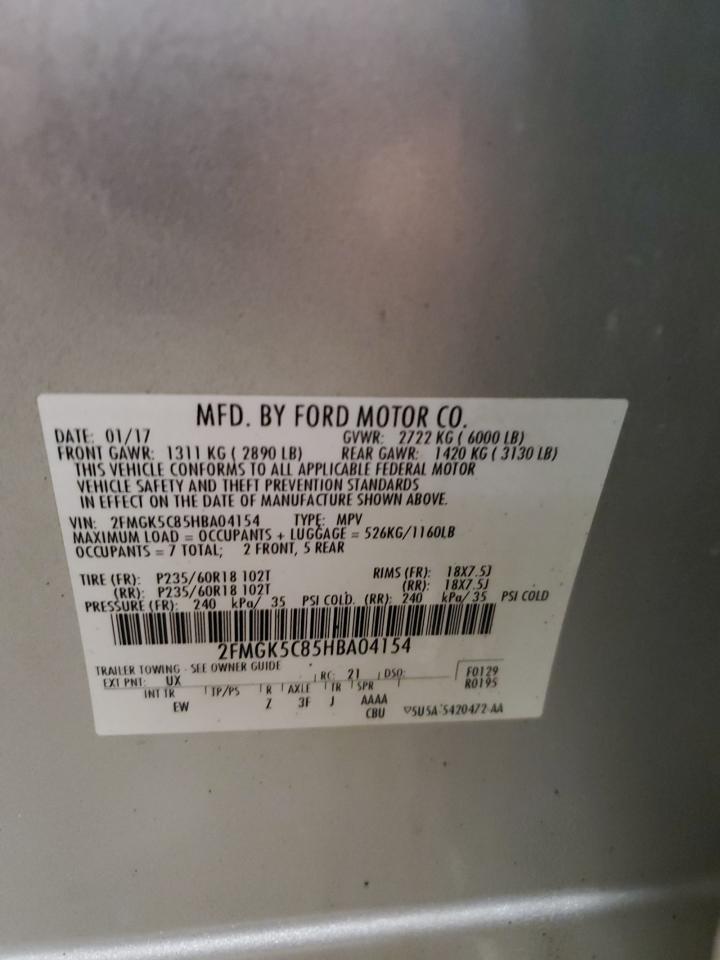 MFD. BY FORD MOTOR CO.
DATE: 01/17 GVWR: 2722 KG ( 6000 LB)
FRONT GAWR: 1311 KG ( 2890 LB) REAR GAWR: 1420 KG ( 3130 LB)
THIS VEHICLE CONFORMS TO ALL APPLICABLE FEDERAL MOTOR
VEHICLE SAFETY AND THEFT PREVENTION STANDARDS
IN EFFECT ON THE DATE OF MANUFACTURE SHOWN ABOVE.
VIN: 2FMGK5C85HBA04154 TYPE: MPV
MAXIMUM LOAD = OCCUPANTS + LUGGAGE = 526KG/1160LB
OCCUPANTS = 7 TOTAL; 2 FRONT, 5 REAR
TIRE (FR): P235/60R18 102T RIMS (FR): 18X7.5J
(RR): P235/60R18 102T (RR): 18X7.5J
PRESSURE (FR): 240 kPa/ 35 PSI COLD. (RR): 240 kPa/ 35 PSI COLD
2FMGK5C85HBA04154
TRAILER TOWING - SEE OWNER GUIDE
EXT PNT: UX RC: 21 DSO: F0129
R0195
INT TR TP/PS R AXLE TR SPR
EW Z 3F J AAAA
CBU